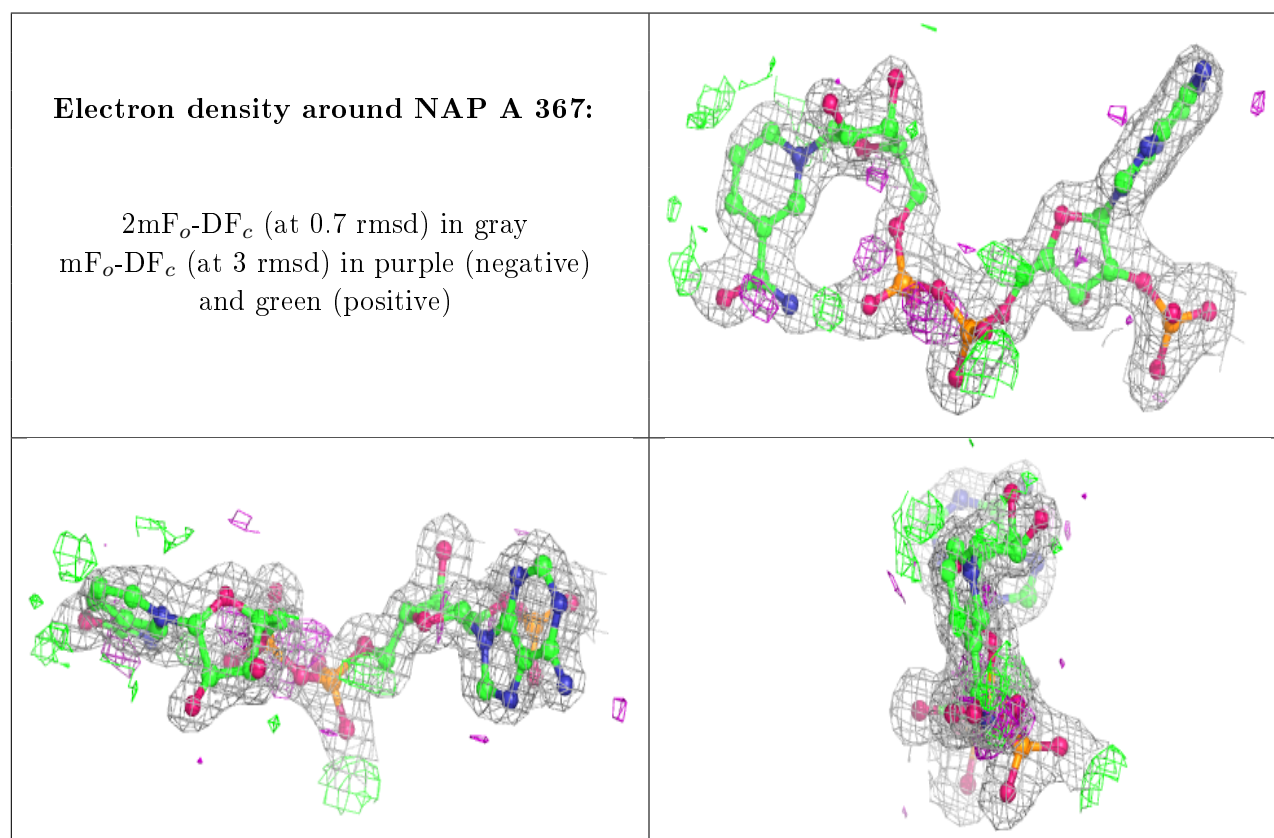 Electron density around NAP A 367:
2mFo-DFc (at 0.7 rmsd) in gray
mFo-DFc (at 3 rmsd) in purple (negative)
and green (positive)